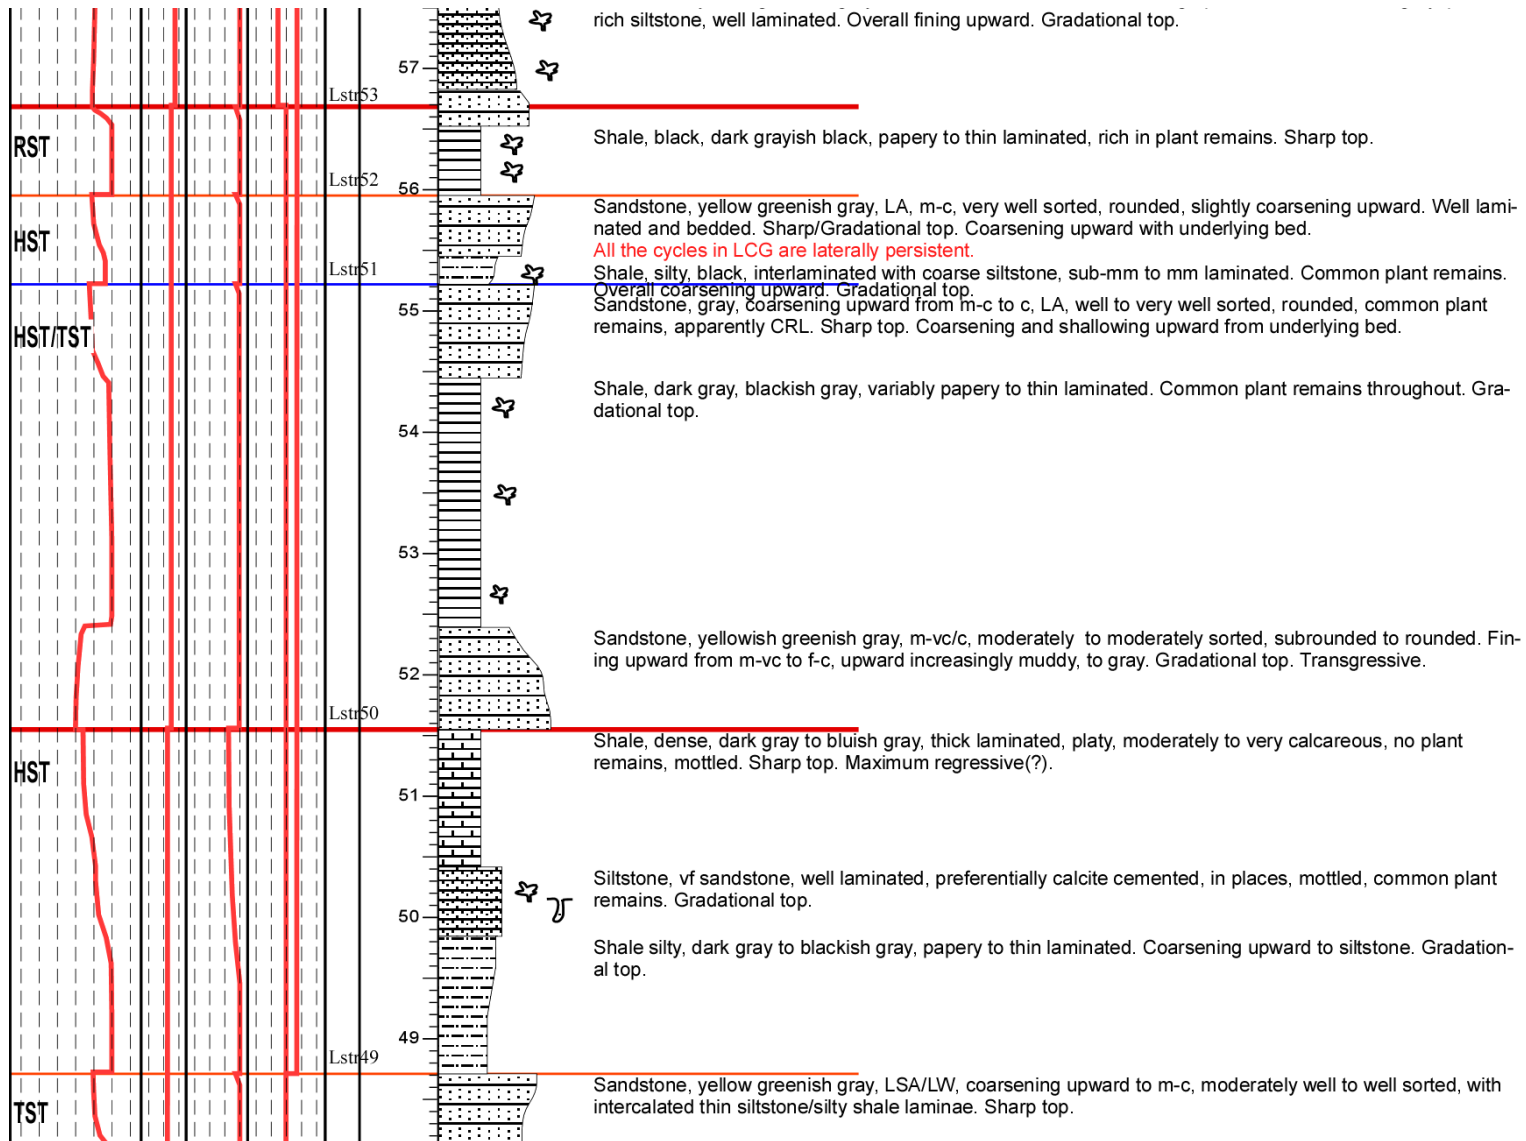 rich siltstone, well laminated. Overall fining upward. Gradational top.
57
Lstr53
RST
Shale, black, dark grayish black, papery to thin laminated, rich in plant remains. Sharp top.
Lstr52
56
Sandstone, yellow greenish gray, LA, m-c, very well sorted, rounded, slightly coarsening upward. Well lami-
nated and bedded. Sharp/Gradational top. Coarsening upward with underlying bed.
HST
All the cycles in LCG are laterally persistent.
Lstr51
Shale, silty, black, interlaminated with coarse siltstone, sub-mm to mm laminated. Common plant remains.
Overall coarsening upward. Gradational top.
Sandstone, gray, coarsening upward from m-c to c, LA, well to very well sorted, rounded, common plant
remains, apparently CRL. Sharp top. Coarsening and shallowing upward from underlying bed.
55
HST/TST
Shale, dark gray, blackish gray, variably papery to thin laminated. Common plant remains throughout. Gra-
dational top.
54
53
Sandstone, yellowish greenish gray, m-vc/c, moderately to moderately sorted, subrounded to rounded. Fin-
ing upward from m-vc to f-c, upward increasingly muddy, to gray. Gradational top. Transgressive.
52
Lstr50
Shale, dense, dark gray to bluish gray, thick laminated, platy, moderately to very calcareous, no plant
remains, mottled. Sharp top. Maximum regressive(?).
HST
51
Siltstone, vf sandstone, well laminated, preferentially calcite cemented, in places, mottled, common plant
remains. Gradational top.
50
Shale silty, dark gray to blackish gray, papery to thin laminated. Coarsening upward to siltstone. Gradation-
al top.
49
Lstr49
Sandstone, yellow greenish gray, LSA/LW, coarsening upward to m-c, moderately well to well sorted, with
intercalated thin siltstone/silty shale laminae. Sharp top.
TST